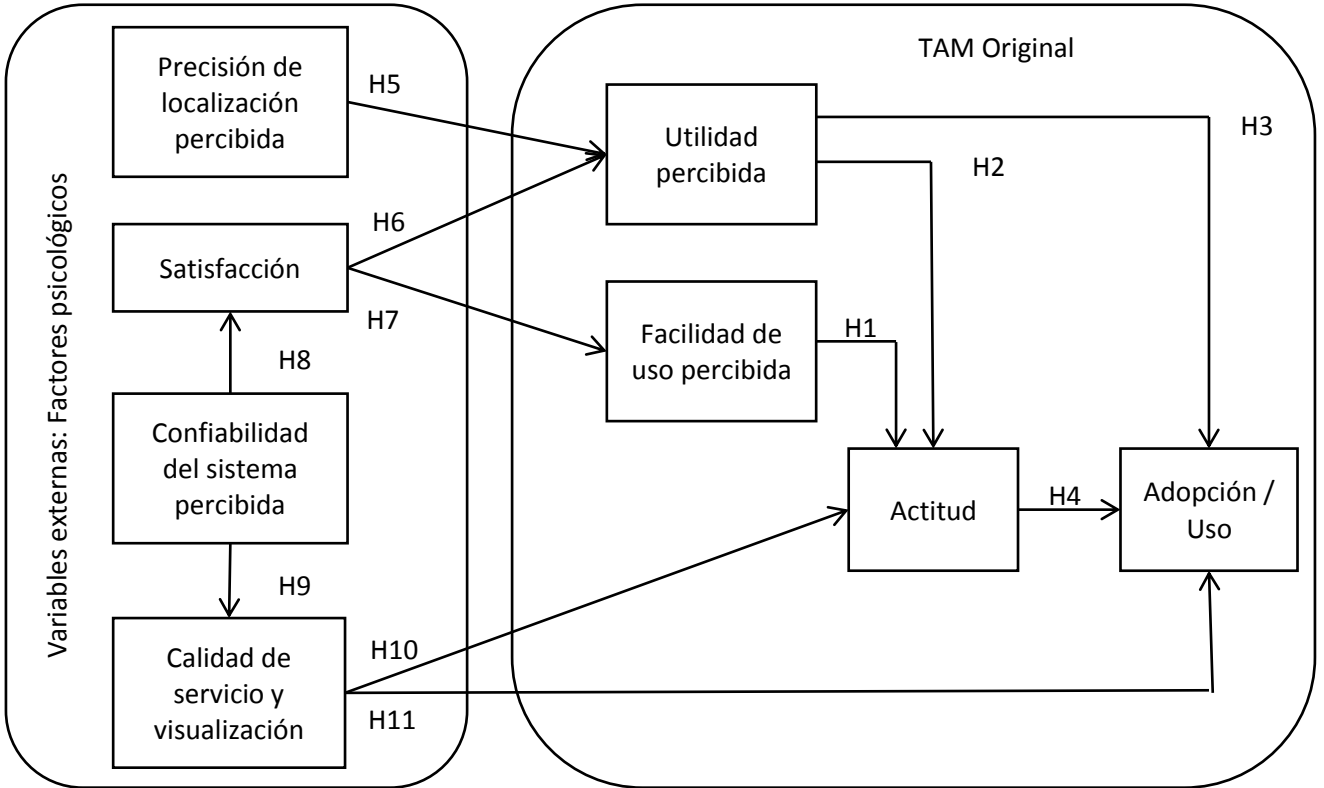 TAM Original
Precisión de
localización
percibida
H5
Utilidad
percibida
H3
H2
Variables externas: Factores psicológicos
Satisfacción
H6
H7
Facilidad de
uso percibida
H1
H8
Confiabilidad
del sistema
percibida
Actitud
H4
Adopción /
Uso
H9
Calidad de
servicio y
visualización
H10
H11